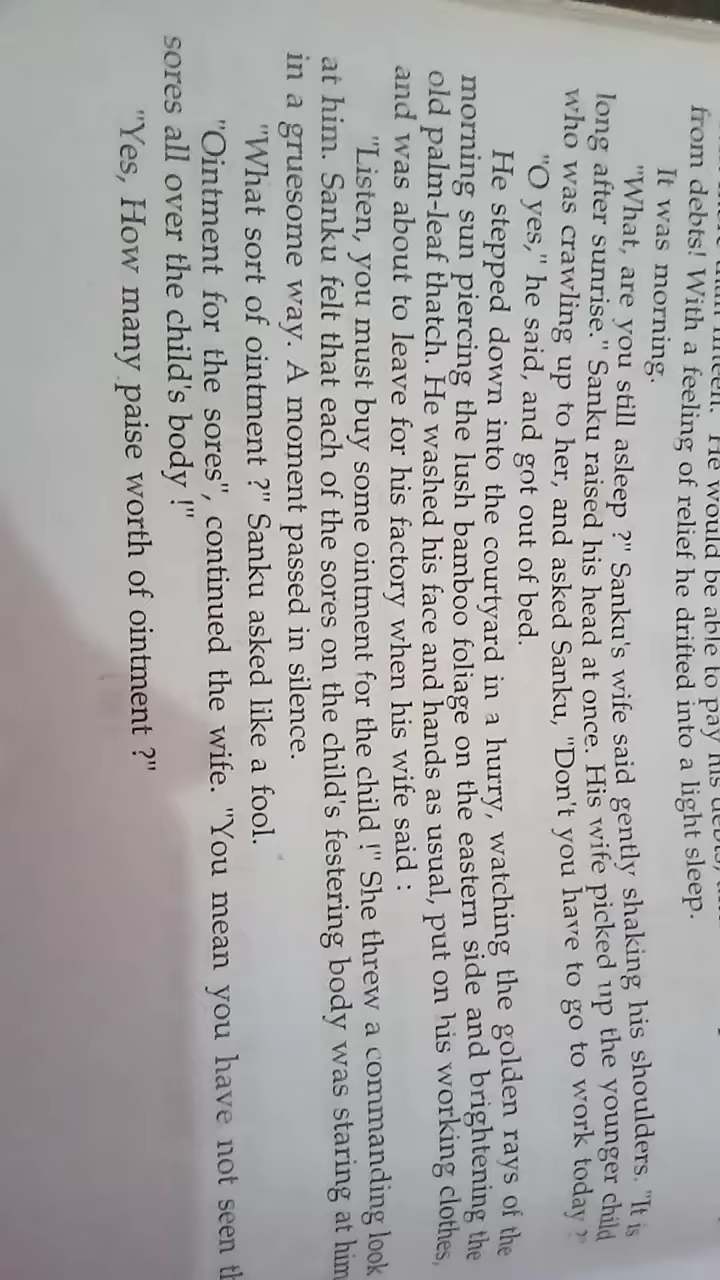 He would be able to pay his
from debts! With a feeling of relief he drifted into a light sleep.
It was morning.
"What, are you still asleep ?" Sanku's wife said gently shaking his shoulders. "It is
long after sunrise." Sanku raised his head at once. His wife picked up the younger child
who was crawling up to her, and asked Sanku, "Don't you have to go to work today ?"
"O yes," he said, and got out of bed.
He stepped down into the courtyard in a hurry, watching the golden rays of the
morning sun piercing the lush bamboo foliage on the eastern side and brightening the
old palm-leaf thatch. He washed his face and hands as usual, put on his working clothes,
and was about to leave for his factory when his wife said :
"Listen, you must buy some ointment for the child !" She threw a commanding look
at him. Sanku felt that each of the sores on the child's festering body was staring at him
in a gruesome way. A moment passed in silence.
"What sort of ointment ?" Sanku asked like a fool.
"Ointment for the sores", continued the wife. "You mean you have not seen
sores all over the child's body !"
"Yes, How many paise worth of ointment ?"